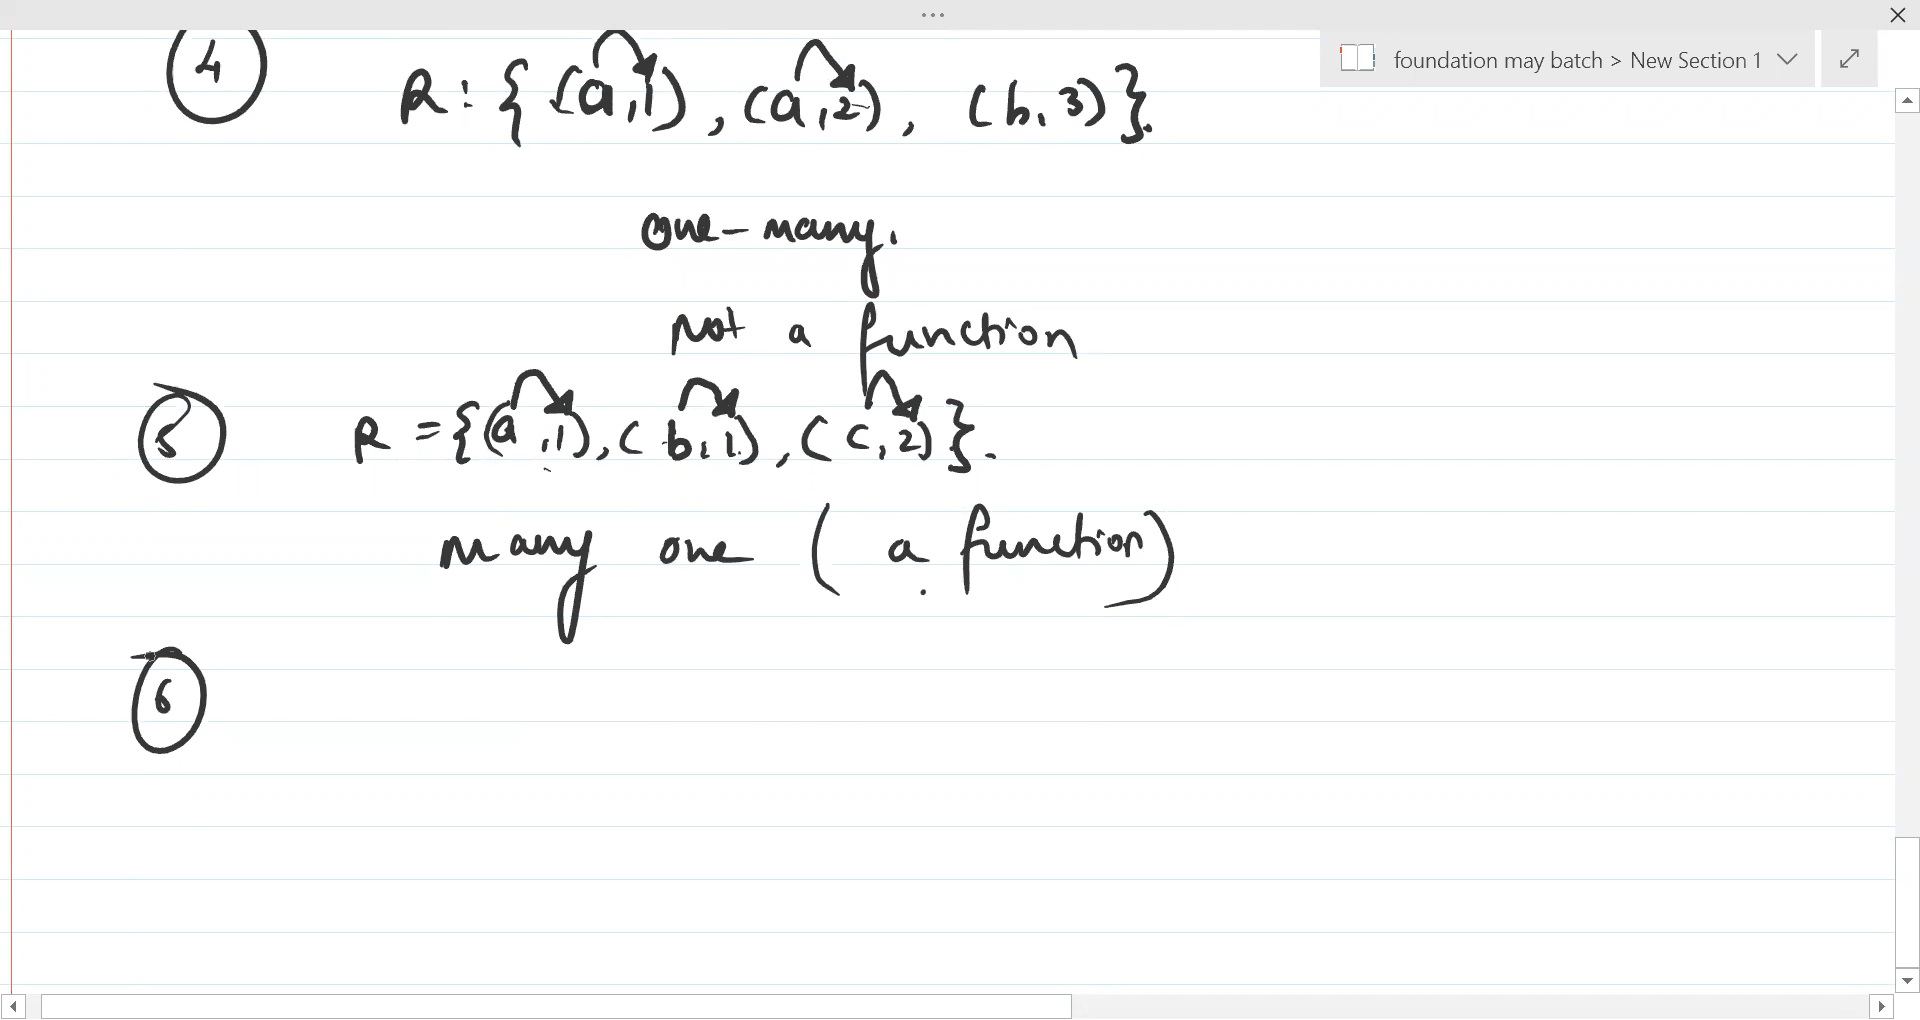 foundation may batch > New Section 1
4
R : { (a,1), (a,2), (b,3)}.
one-many.
Not a function
5
R = {(a,1), (b,1), (c,2)}.
many one ( a function)
6